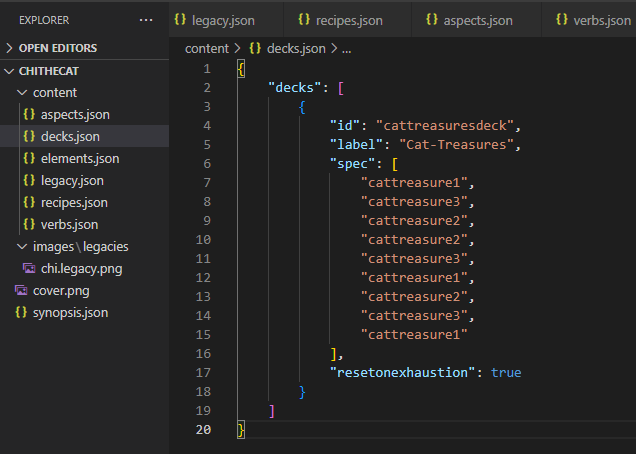 EXPLORER ···
OPEN EDITORS
CHITHECAT
content
{} aspects.json
{} decks.json
{} elements.json
{} legacy.json
{} recipes.json
{} verbs.json
images\legacies
chi.legacy.png
cover.png
{} synopsis.json
{} legacy.json {} recipes.json {} aspects.json {} verbs.json
content > {} decks.json > ...
1 {
2 "decks": [
3 {
4 "id": "cattreasuresdeck",
5 "label": "Cat-Treasures",
6 "spec": [
7 "cattreasure1",
8 "cattreasure3",
9 "cattreasure2",
10 "cattreasure2",
11 "cattreasure3",
12 "cattreasure1",
13 "cattreasure2",
14 "cattreasure3",
15 "cattreasure1"
16 ],
17 "resetonexhaustion": true
18 }
19 ]
20 }